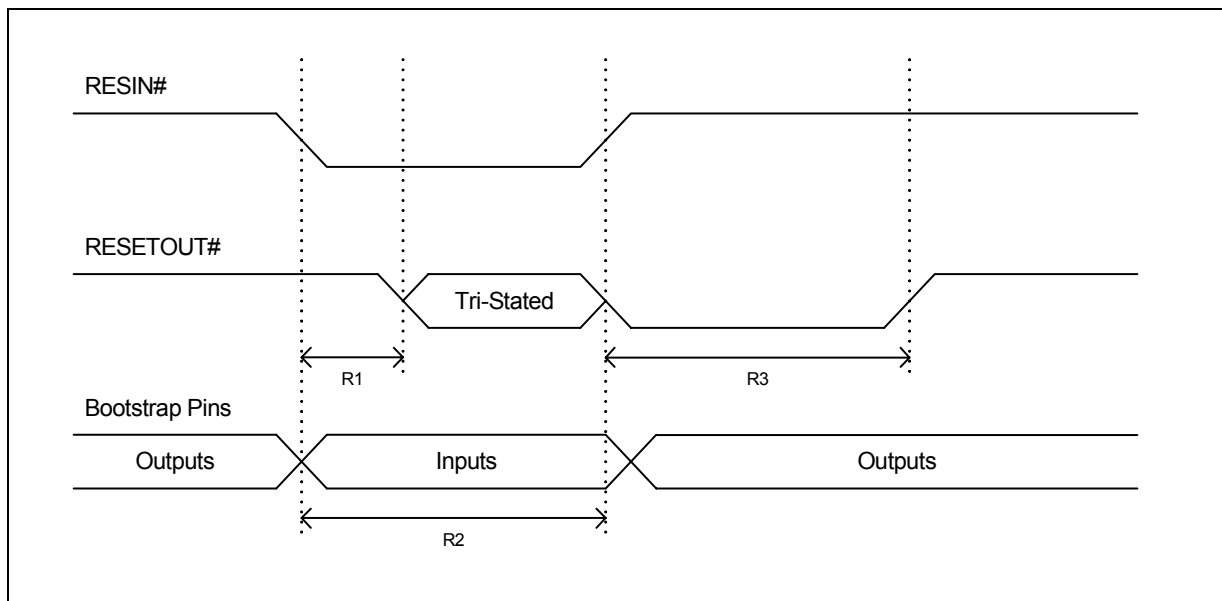 RESIN#
RESETOUT#
Tri-Stated
R1
R3
Bootstrap Pins
Outputs
Inputs
Outputs
R2